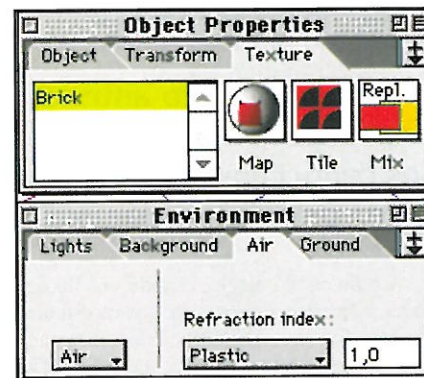 Object Properties
Object Transform Texture
Brick
Repl.
Map Tile Mix
Environment
Lights Background Air Ground
Refraction index:
Air Plastic 1,0